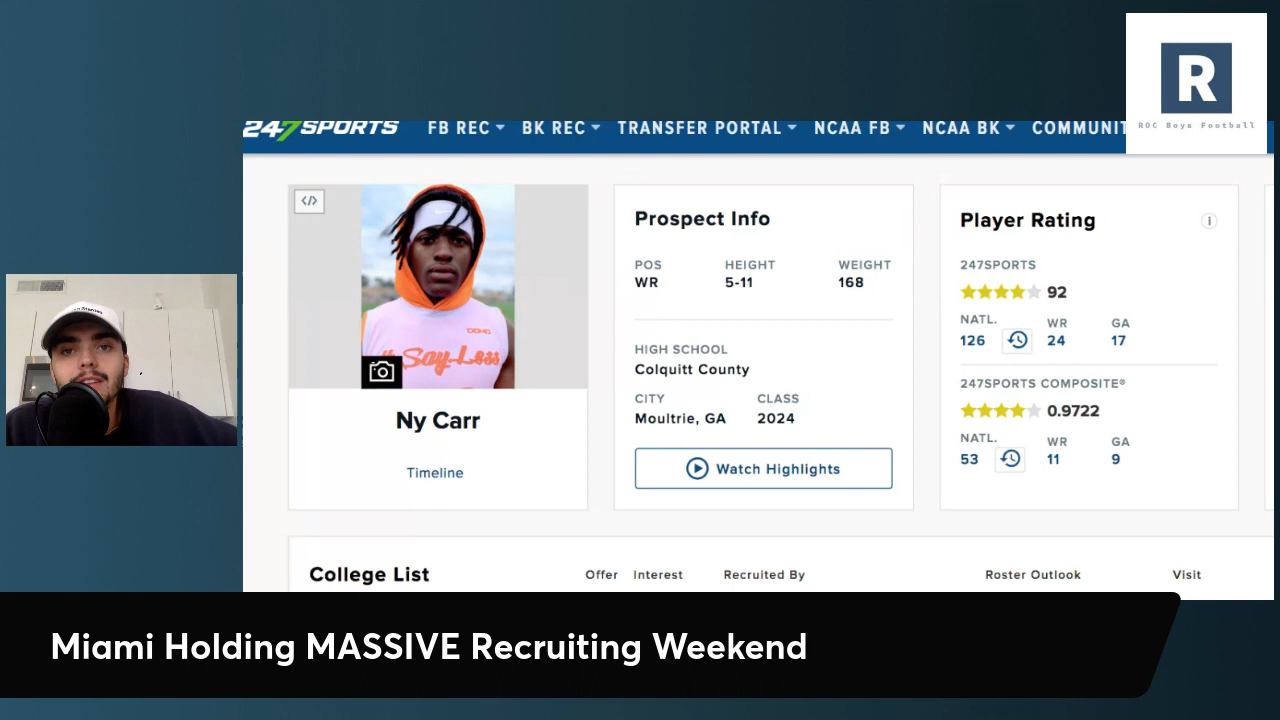 R
ROC Boys Football
247SPORTS
FB REC
BK REC
TRANSFER PORTAL
NCAA FB
NCAA BK
COMMUNIT
</>
Ny Carr
Timeline
Prospect Info
POS HEIGHT WEIGHT
WR 5-11 168
HIGH SCHOOL
Colquitt County
CITY CLASS
Moultrie, GA 2024
Watch Highlights
Player Rating
247SPORTS
92
NATL. WR GA
126 24 17
247SPORTS COMPOSITE®
0.9722
NATL. WR GA
53 11 9
College List Offer Interest Recruited By Roster Outlook Visit
Miami Holding MASSIVE Recruiting Weekend